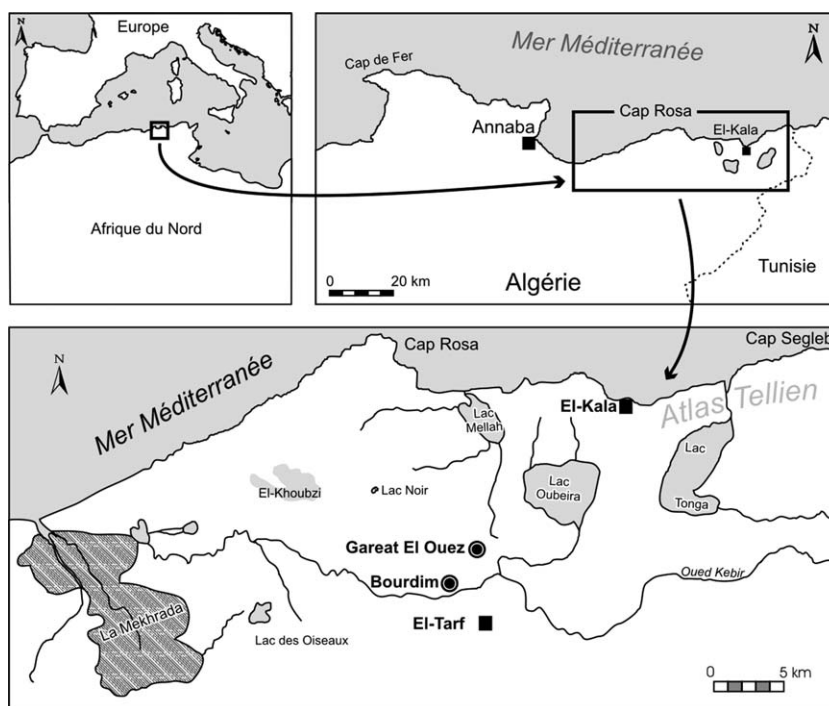 N
Europe
Afrique du Nord
Mer Méditerranée
N
Cap de Fer
Cap Rosa
Annaba
El-Kala
0 20 km
Algérie
Tunisie
N
Mer Méditerranée
Cap Rosa
Cap Segleb
El-Kala
Atlas Tellien
Lac
Mellah
Lac
Tonga
Lac
Oubeira
El-Khoubzi
Lac Noir
Gareat El Ouez
Bourdim
Oued Kebir
La Mekhrada
Lac des Oiseaux
El-Tarf
0 5 km